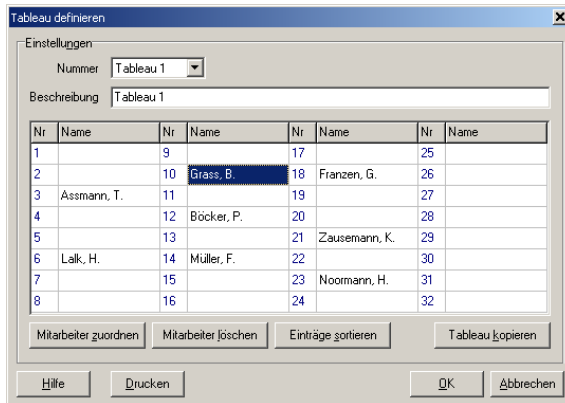 Tableau definieren
Einstellungen
Nummer Tableau 1
Beschreibung Tableau 1
Nr Name Nr Name Nr Name Nr Name
1 9 17 25
2 10 Grass, B. 18 Franzen, G. 26
3 Assmann, T. 11 19 27
4 12 Böcker, P. 20 28
5 13 21 Zausemann, K. 29
6 Lalk, H. 14 Müller, F. 22 30
7 15 23 Noormann, H. 31
8 16 24 32
Mitarbeiter zuordnen Mitarbeiter löschen Einträge sortieren Tableau kopieren
Hilfe Drucken OK Abbrechen